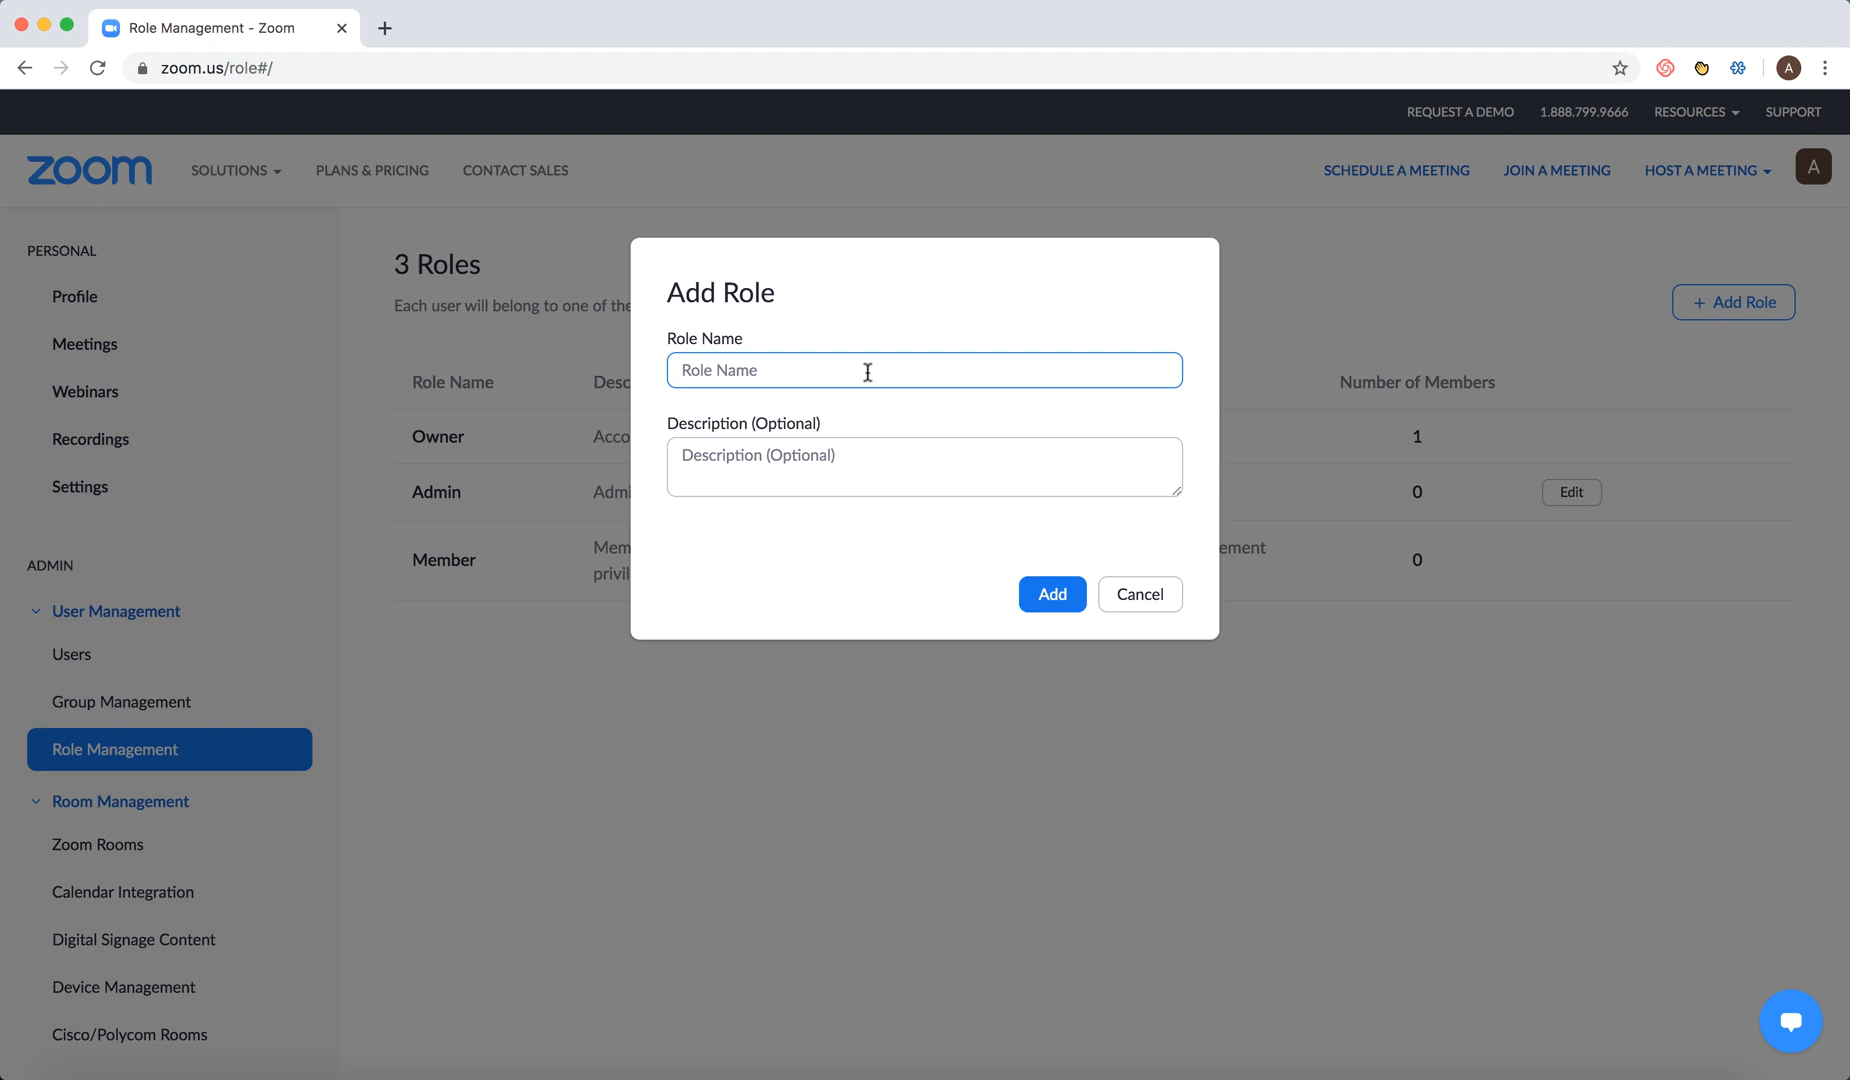 Role Management - Zoom
zoom.us/role#/
A
REQUEST A DEMO 1.888.799.9666 RESOURCES SUPPORT
zoom SOLUTIONS PLANS & PRICING CONTACT SALES SCHEDULE A MEETING JOIN A MEETING HOST A MEETING A
PERSONAL
Profile
Meetings
Webinars
Recordings
Settings
ADMIN
User Management
Users
Group Management
Role Management
Room Management
Zoom Rooms
Calendar Integration
Digital Signage Content
Device Management
Cisco/Polycom Rooms
3 Roles
Each user will belong to one of the
+ Add Role
Role Name Desc Number of Members
Owner Acco 1
Admin Admi 0 Edit
Member Mem ement 0
privil
Add Role
Role Name
Role Name
Description (Optional)
Description (Optional)
Add Cancel